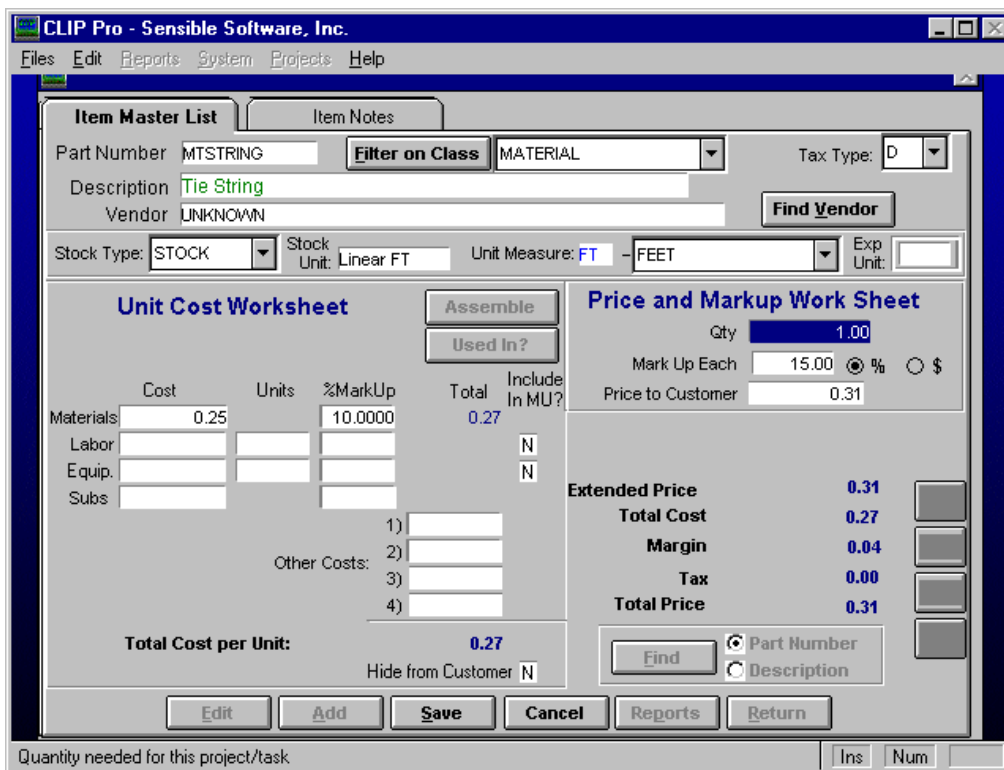 CLIP Pro - Sensible Software, Inc.
Files Edit Reports System Projects Help
Item Master List Item Notes
Part Number MTSTRING Filter on Class MATERIAL Tax Type: D
Description Tie String
Vendor UNKNOWN Find Vendor
Stock Type: STOCK Stock Unit: Linear FT Unit Measure: FT - FEET Exp Unit:
Unit Cost Worksheet Assemble
Used In?
Cost Units %MarkUp Total Include In MU?
Materials 0.25 10.0000 0.27
Labor N
Equip. N
Subs
Other Costs:
1)
2)
3)
4)
Total Cost per Unit: 0.27
Hide from Customer N
Price and Markup Work Sheet
Qty 1.00
Mark Up Each 15.00 % $
Price to Customer 0.31
Extended Price 0.31
Total Cost 0.27
Margin 0.04
Tax 0.00
Total Price 0.31
Find Part Number
Description
Edit Add Save Cancel Reports Return
Quantity needed for this project/task Ins Num